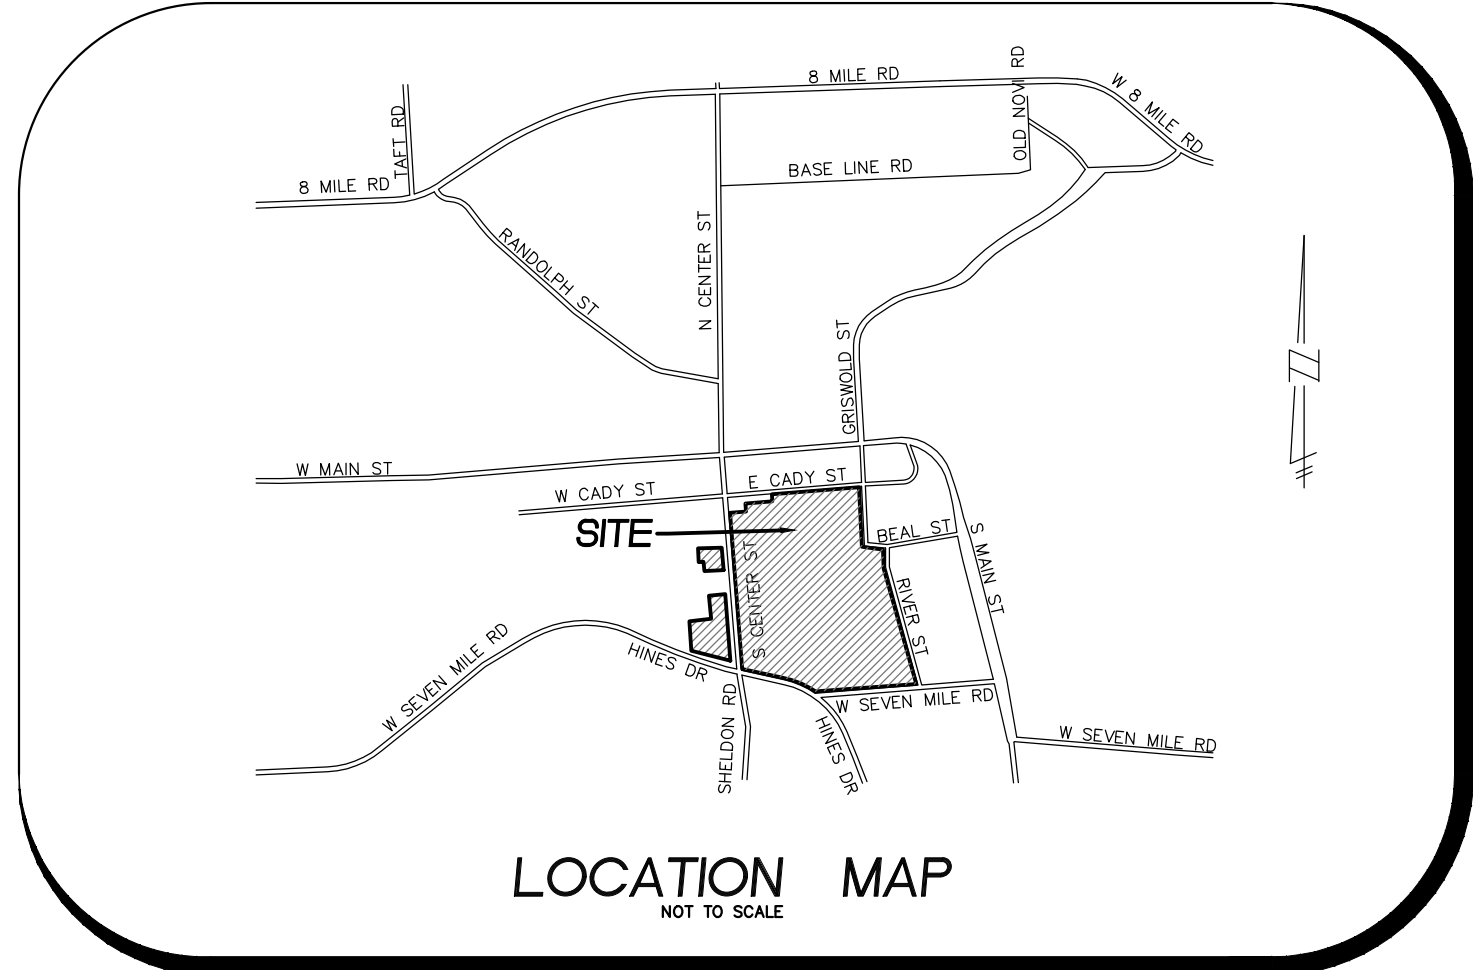 8 MILE RD
OLD NOVI RD
W 8 MILE RD
TAFT RD
8 MILE RD
BASE LINE RD
RANDOLPH ST
N CENTER ST
GRISWOLD ST
N
W MAIN ST
W CADY ST
E CADY ST
SITE
BEAL ST
S MAIN ST
S CENTER ST
RIVER ST
W SEVEN MILE RD
HINES DR
SHELDON RD
W SEVEN MILE RD
HINES DR
W SEVEN MILE RD
LOCATION MAP
NOT TO SCALE